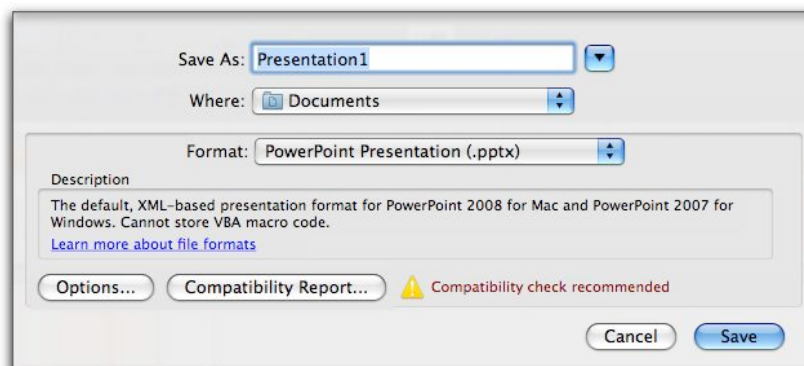 Save As: Presentation1
Where: Documents
Format: PowerPoint Presentation (.pptx)
Description
The default, XML-based presentation format for PowerPoint 2008 for Mac and PowerPoint 2007 for
Windows. Cannot store VBA macro code.
Learn more about file formats
Options... Compatibility Report... Compatibility check recommended
Cancel Save